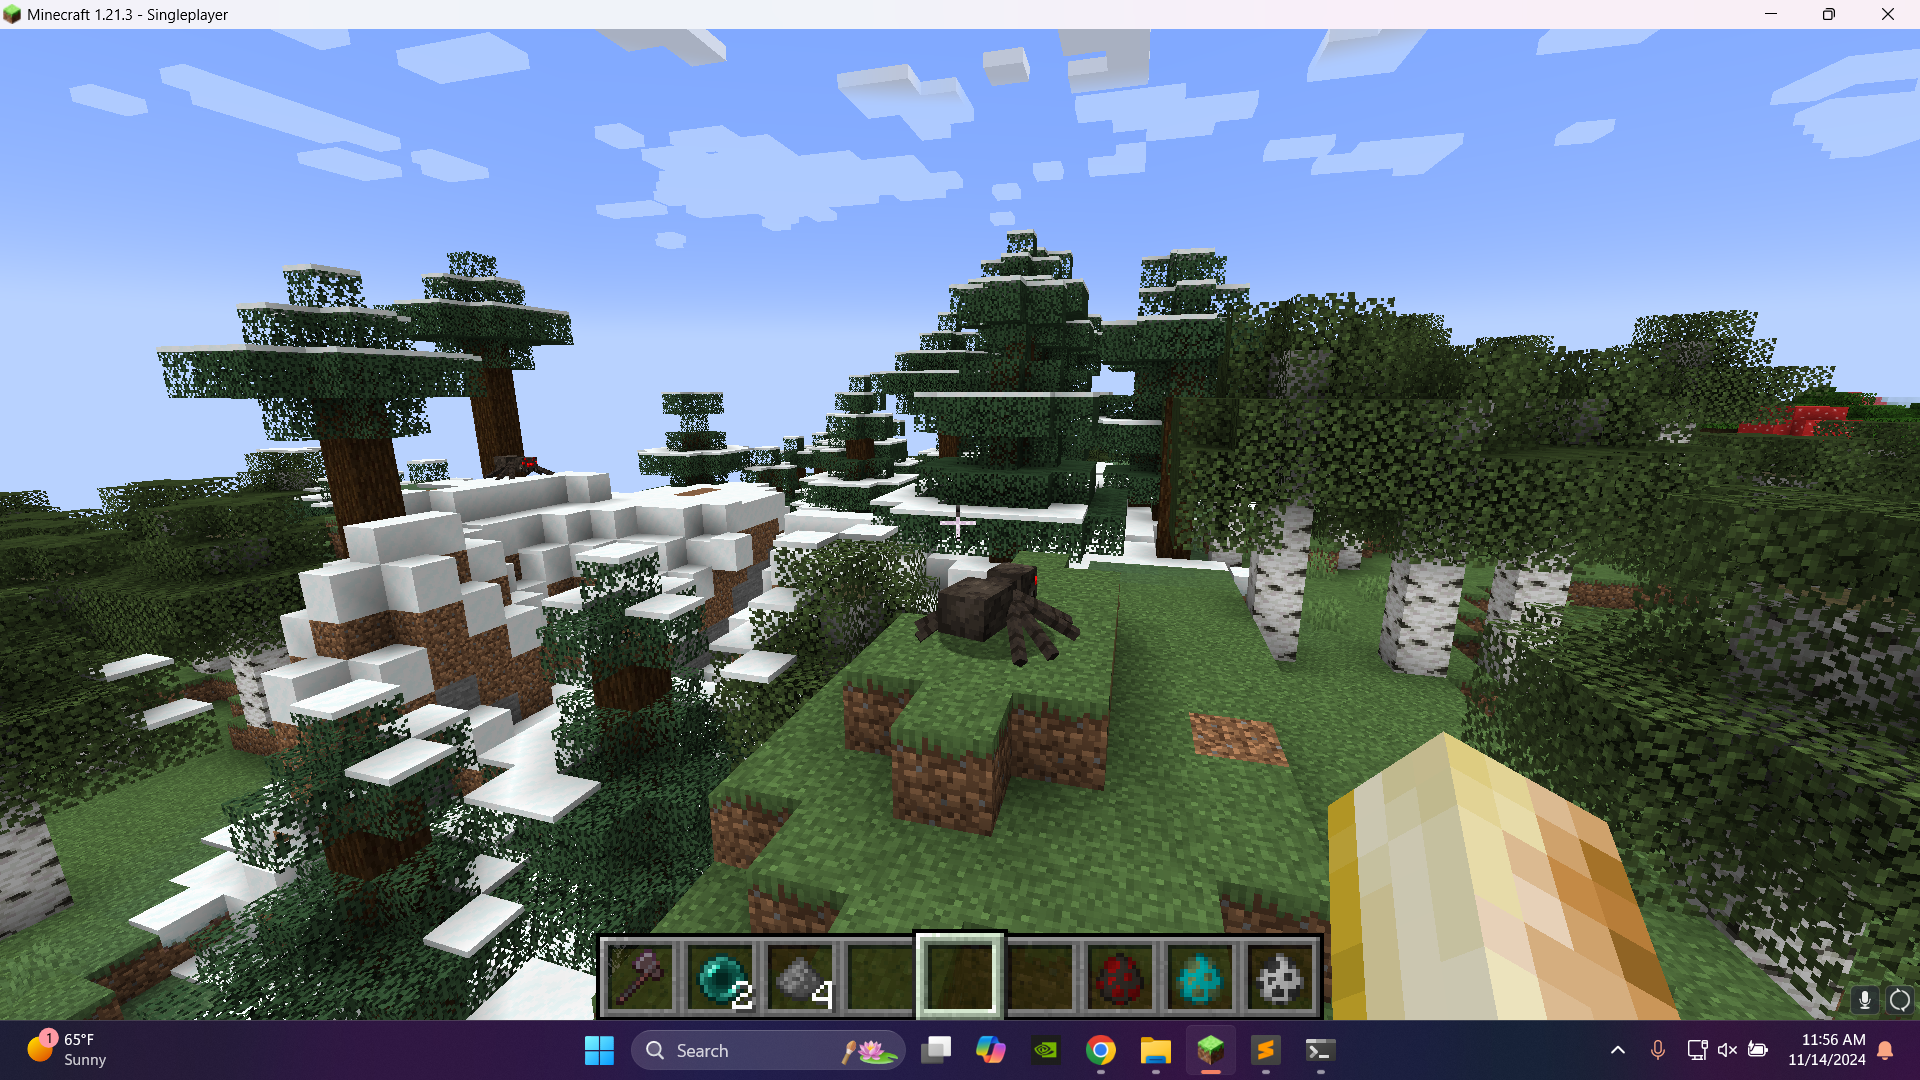 Minecraft 1.21.3 - Singleplayer
2
4
1
65°F
Sunny
Search
11:56 AM
11/14/2024